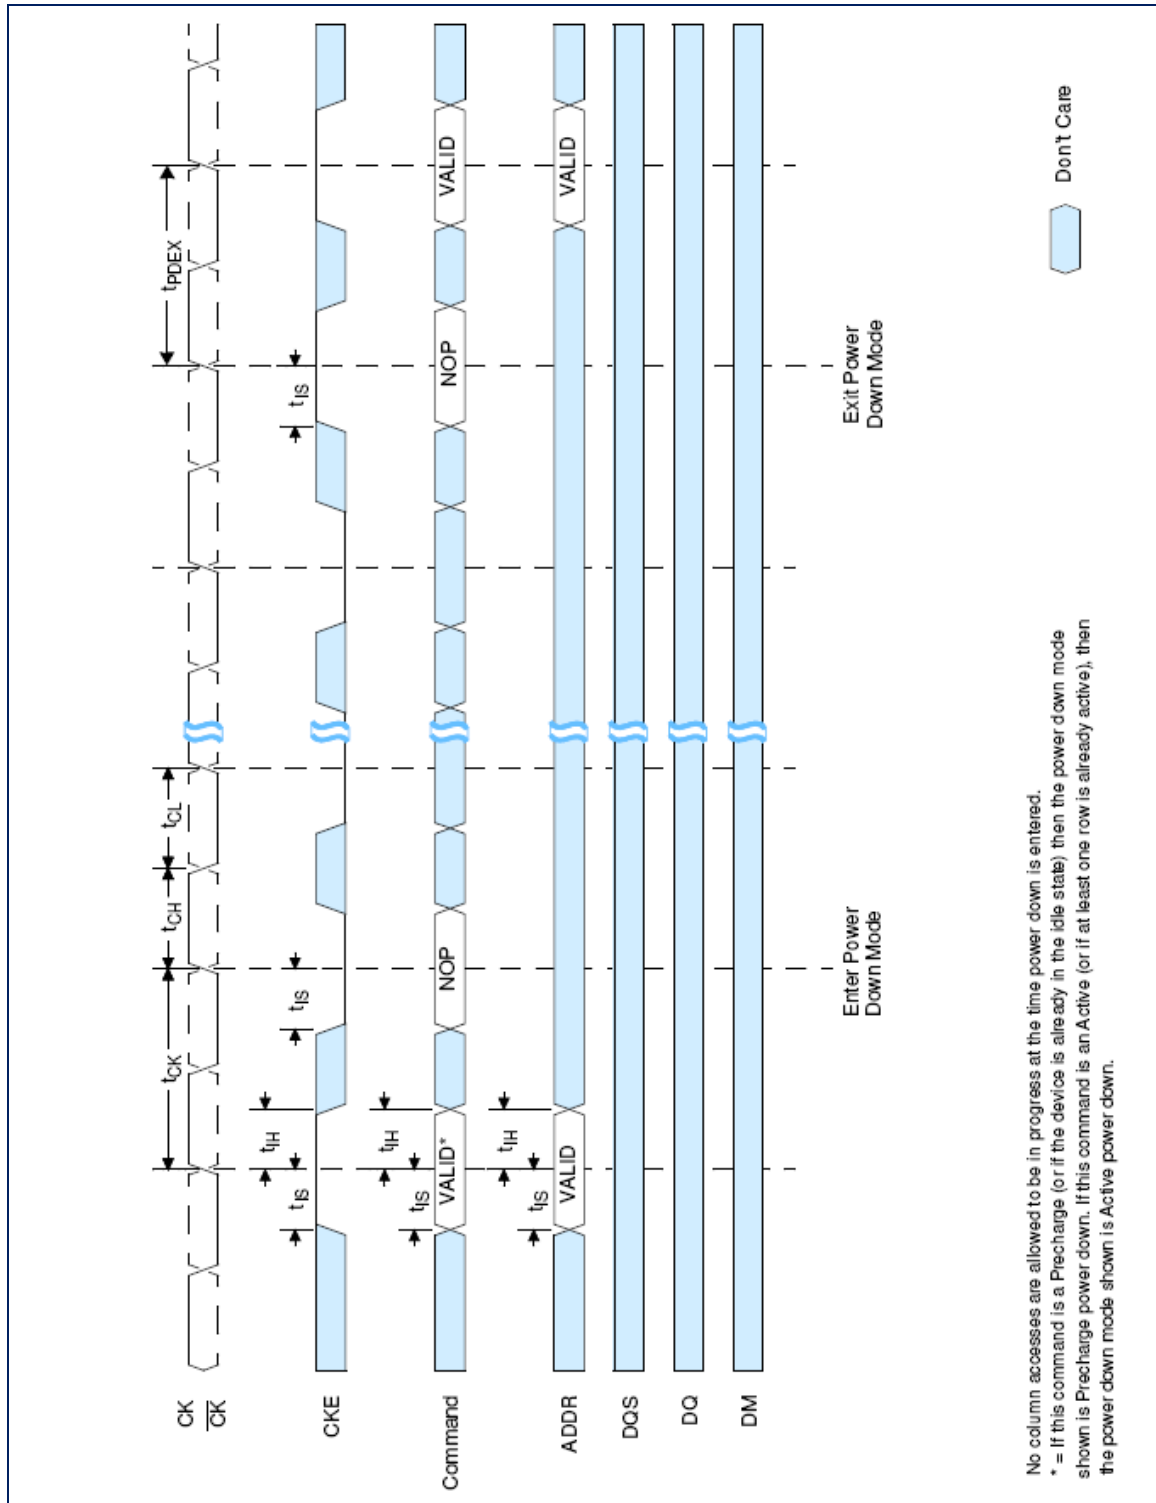 CK
CK
CKE
Command
ADDR
DQS
DQ
DM
tCK
tCH
tCL
tPDEX
tIS
tIH
tIS
tIS
tIS
tIH
VALID*
NOP
NOP
VALID
tIS
tIH
VALID
VALID
Enter Power
Down Mode
Exit Power
Down Mode
Don't Care
No column accesses are allowed to be in progress at the time power down is entered.
* = If this command is a Precharge (or if the device is already in the idle state) then the power down mode
shown is Precharge power down. If this command is an Active (or if at least one row is already active), then
the power down mode shown is Active power down.